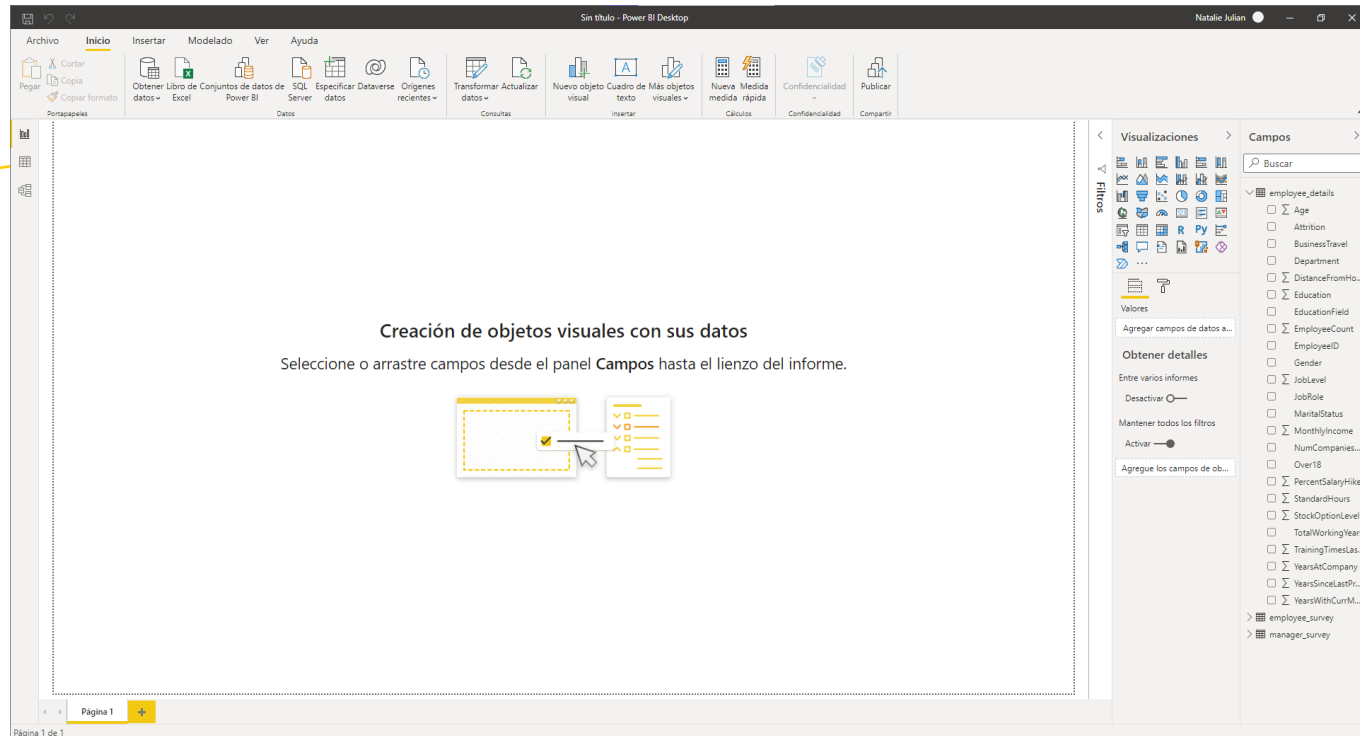 Sin título - Power BI Desktop
Natalie Julian
Archivo Inicio Insertar Modelado Ver Ayuda
Pegar
Cortar
Copia
Copiar formato
Portapapeles
Obtener datos
Libro de Excel
Conjuntos de datos de Power BI
SQL Server
Especificar datos
Dataverse
Orígenes recientes
Datos
Transformar datos
Actualizar
Consultas
Nuevo objeto visual
Cuadro de texto
Más objetos visuales
Insertar
Nueva medida
Medida rápida
Cálculos
Confidencialidad
Confidencialidad
Publicar
Compartir
Creación de objetos visuales con sus datos
Seleccione o arrastre campos desde el panel Campos hasta el lienzo del informe.
Filtros
Visualizaciones
R Py
Valores
Agregar campos de datos a...
Obtener detalles
Entre varios informes
Desactivar
Mantener todos los filtros
Activar
Agregue los campos de ob...
Campos
Buscar
employee_details
∑ Age
Attrition
BusinessTravel
Department
∑ DistanceFromHo...
∑ Education
EducationField
∑ EmployeeCount
EmployeeID
Gender
∑ JobLevel
JobRole
MaritalStatus
∑ MonthlyIncome
NumCompanies...
Over18
∑ PercentSalaryHike
∑ StandardHours
∑ StockOptionLevel
TotalWorkingYears
∑ TrainingTimesLas...
∑ YearsAtCompany
∑ YearsSinceLastPr...
∑ YearsWithCurrM...
employee_survey
manager_survey
Página 1
Página 1 de 1